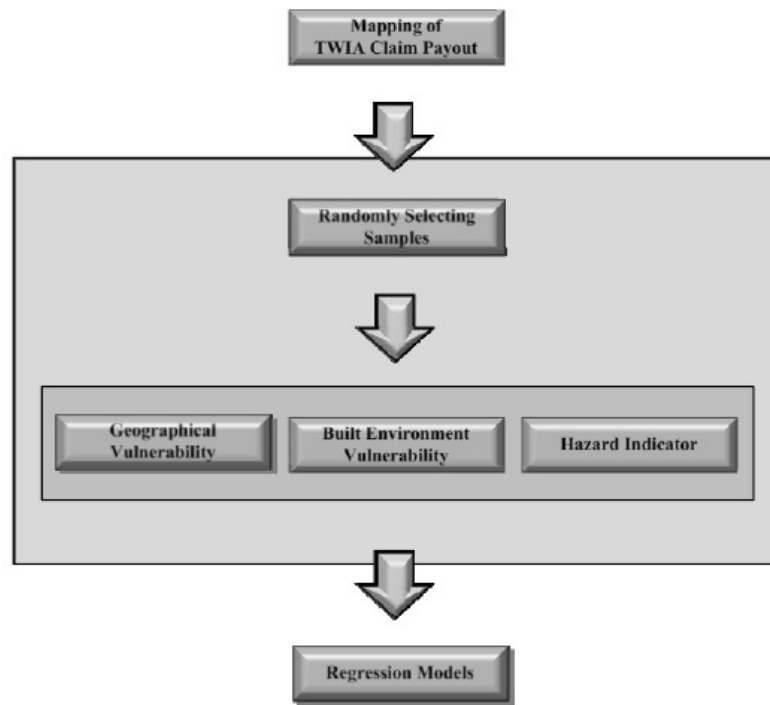 Mapping of
TWIA Claim Payout
Randomly Selecting
Samples
Geographical
Vulnerability
Built Environment
Vulnerability
Hazard Indicator
Regression Models